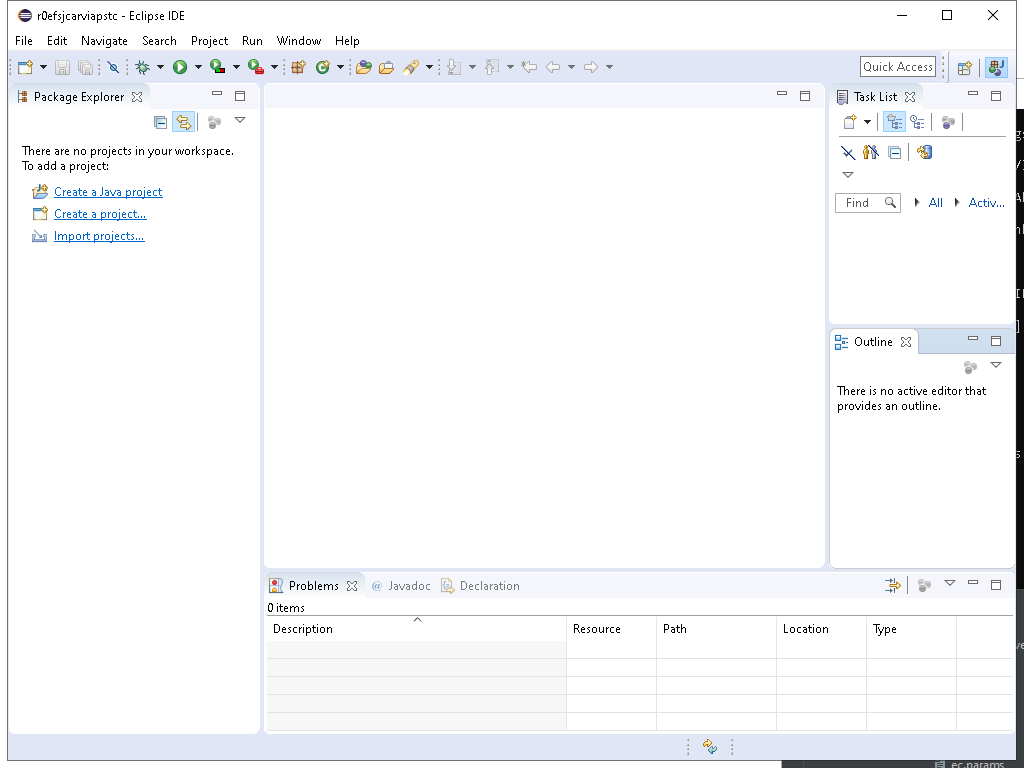 r0efsjcarviapstc - Eclipse IDE
File Edit Navigate Search Project Run Window Help
Quick Access
Package Explorer
There are no projects in your workspace.
To add a project:
Create a Java project
Create a project...
Import projects...
Task List
Find All Activ...
Outline
There is no active editor that
provides an outline.
Problems @ Javadoc Declaration
0 items
Description Resource Path Location Type
ec.params